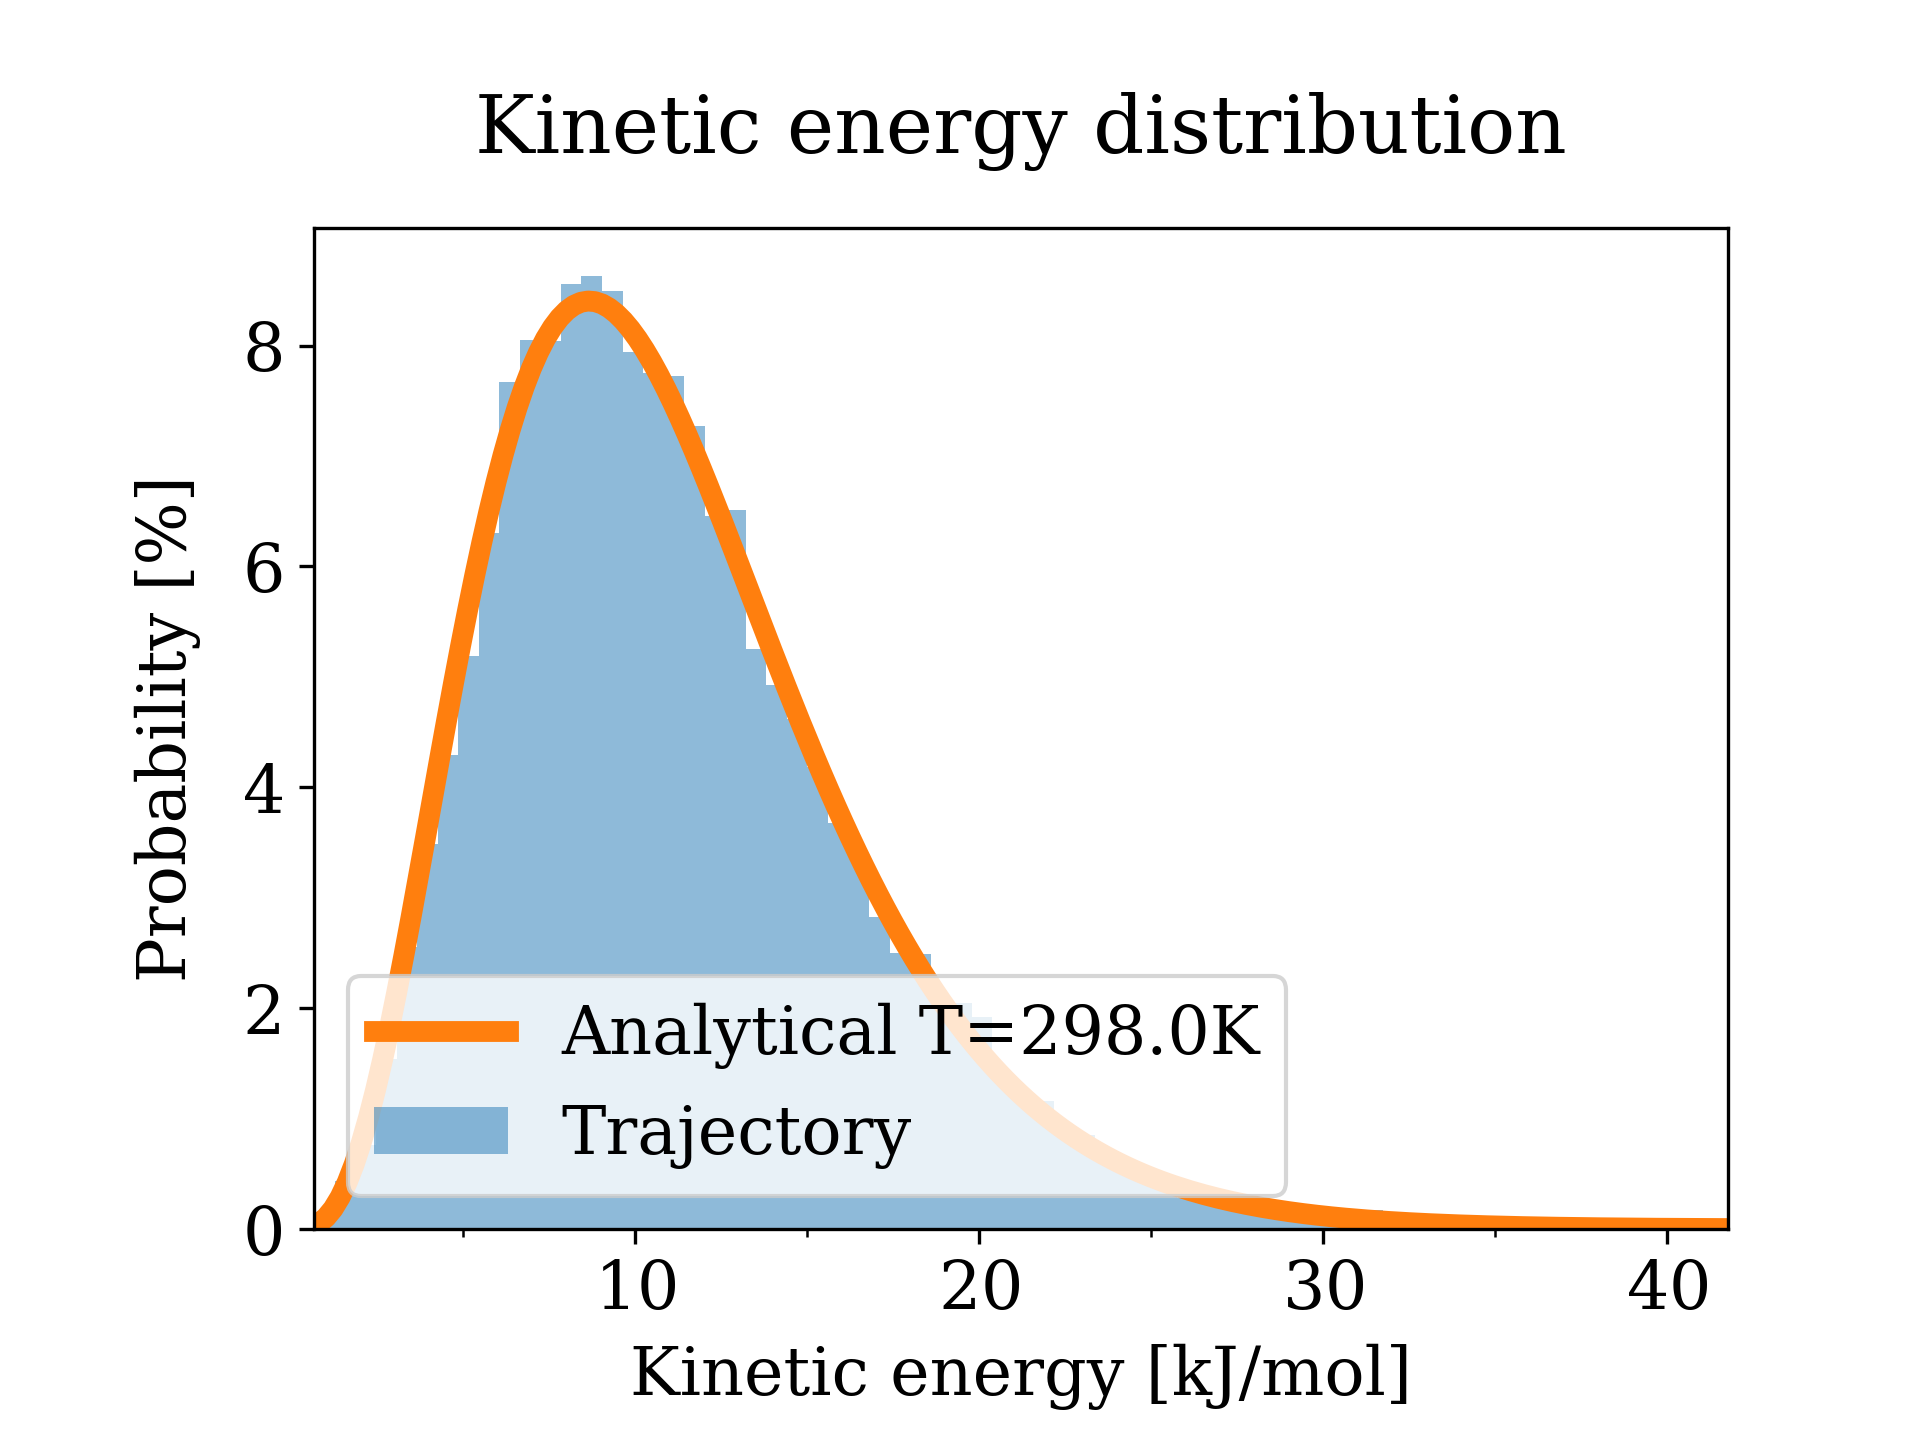 Kinetic energy distribution
Probability [%]
8
6
4
2
0
Analytical T=298.0K
Trajectory
10 20 30 40
Kinetic energy [kJ/mol]